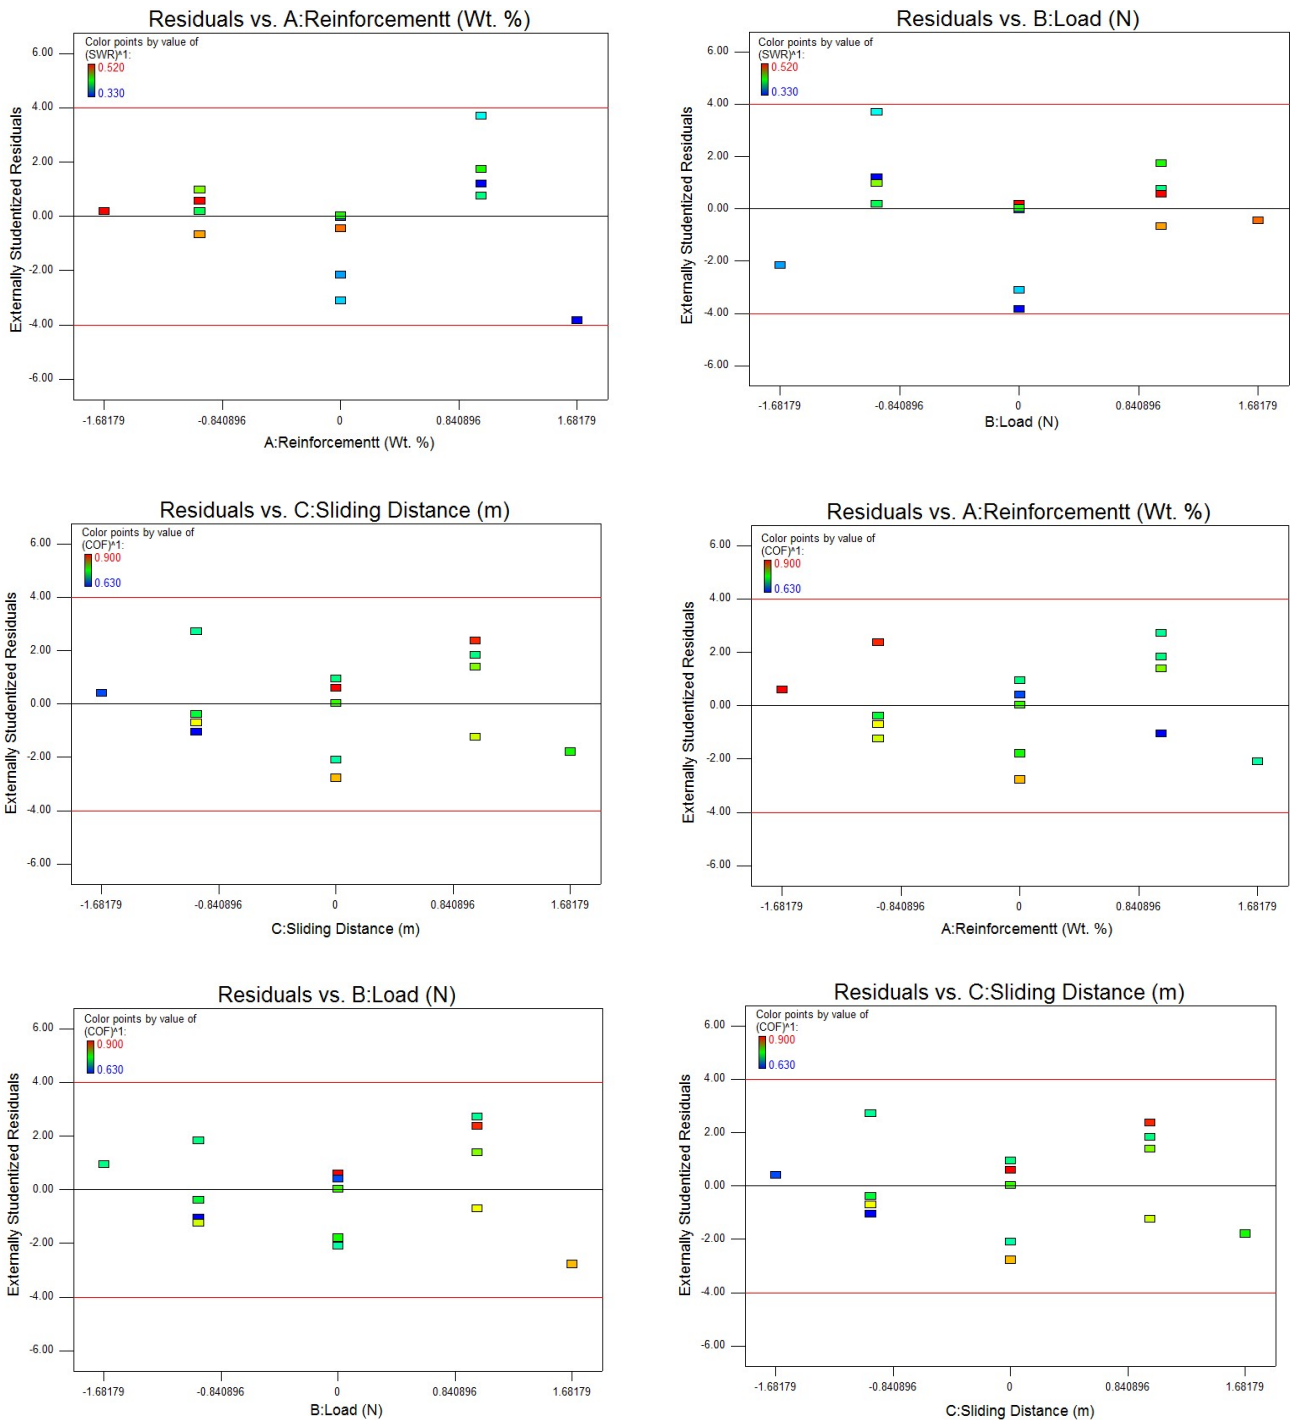 Residuals vs. A:Reinforcementt (Wt. %)
Color points by value of
(SWR)^1:
0.520
0.330
6.00
4.00
2.00
0.00
-2.00
-4.00
-6.00
Externally Studentized Residuals
-1.68179 -0.840896 0 0.840896 1.68179
A:Reinforcementt (Wt. %)
Residuals vs. B:Load (N)
Color points by value of
(SWR)^1:
0.520
0.330
6.00
4.00
2.00
0.00
-2.00
-4.00
-6.00
Externally Studentized Residuals
-1.68179 -0.840896 0 0.840896 1.68179
B:Load (N)
Residuals vs. C:Sliding Distance (m)
Color points by value of
(COF)^1:
0.900
0.630
6.00
4.00
2.00
0.00
-2.00
-4.00
-6.00
Externally Studentized Residuals
-1.68179 -0.840896 0 0.840896 1.68179
C:Sliding Distance (m)
Residuals vs. A:Reinforcementt (Wt. %)
Color points by value of
(COF)^1:
0.900
0.630
6.00
4.00
2.00
0.00
-2.00
-4.00
-6.00
Externally Studentized Residuals
-1.68179 -0.840896 0 0.840896 1.68179
A:Reinforcementt (Wt. %)
Residuals vs. B:Load (N)
Color points by value of
(COF)^1:
0.900
0.630
6.00
4.00
2.00
0.00
-2.00
-4.00
-6.00
Externally Studentized Residuals
-1.68179 -0.840896 0 0.840896 1.68179
B:Load (N)
Residuals vs. C:Sliding Distance (m)
Color points by value of
(COF)^1:
0.900
0.630
6.00
4.00
2.00
0.00
-2.00
-4.00
-6.00
Externally Studentized Residuals
-1.68179 -0.840896 0 0.840896 1.68179
C:Sliding Distance (m)